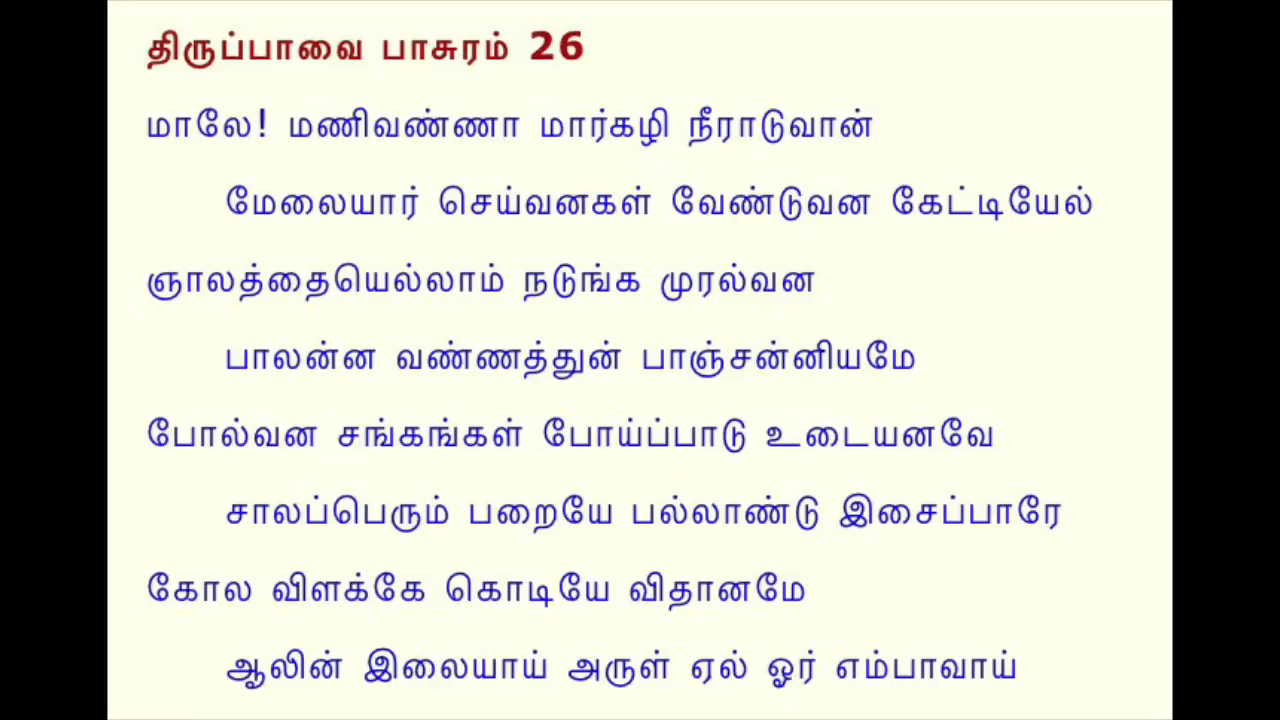 திருப்பாவை பாசுரம் 26
மாலே! மணிவண்ணா மார்கழி நீராடுவான்
மேலையார் செய்வனகள் வேண்டுவன கேட்டியேல்
ஞாலத்தையெல்லாம் நடுங்க முரல்வன
பாலன்ன வண்ணத்துன் பாஞ்சன்னியமே
போல்வன சங்கங்கள் போய்ப்பாடு உடையனவே
சாலப்பெரும் பறையே பல்லாண்டு இசைப்பாரே
கோல விளக்கே கொடியே விதானமே
ஆலின் இலையாய் அருள் ஏல் ஓர் எம்பாவாய்